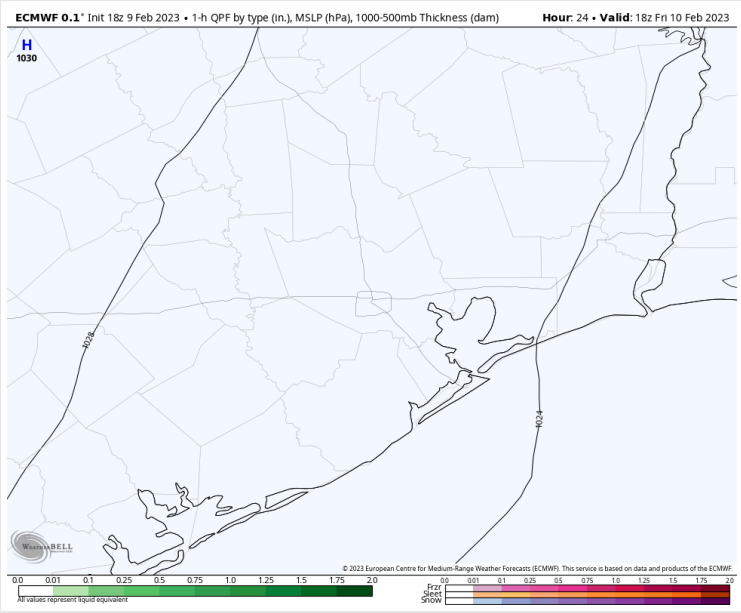 ECMWF 0.1° Init 18z 9 Feb 2023 • 1-h QPF by type (in.), MSLP (hPa), 1000-500mb Thickness (dam) Hour: 24 • Valid: 18z Fri 10 Feb 2023
H
1030
1028
1024
WeatherBELL
© 2023 European Centre for Medium-Range Weather Forecasts (ECMWF). This service is based on data and products of the ECMWF.
0.0 0.01 0.1 0.25 0.5 0.75 1.0 1.25 1.5 1.75 2.0
0.0 0.01 0.1 0.25 0.5 0.75 1.0 1.25 1.5 1.75 2.0
Frzr
Sleet
Snow
All values represent liquid equivalent